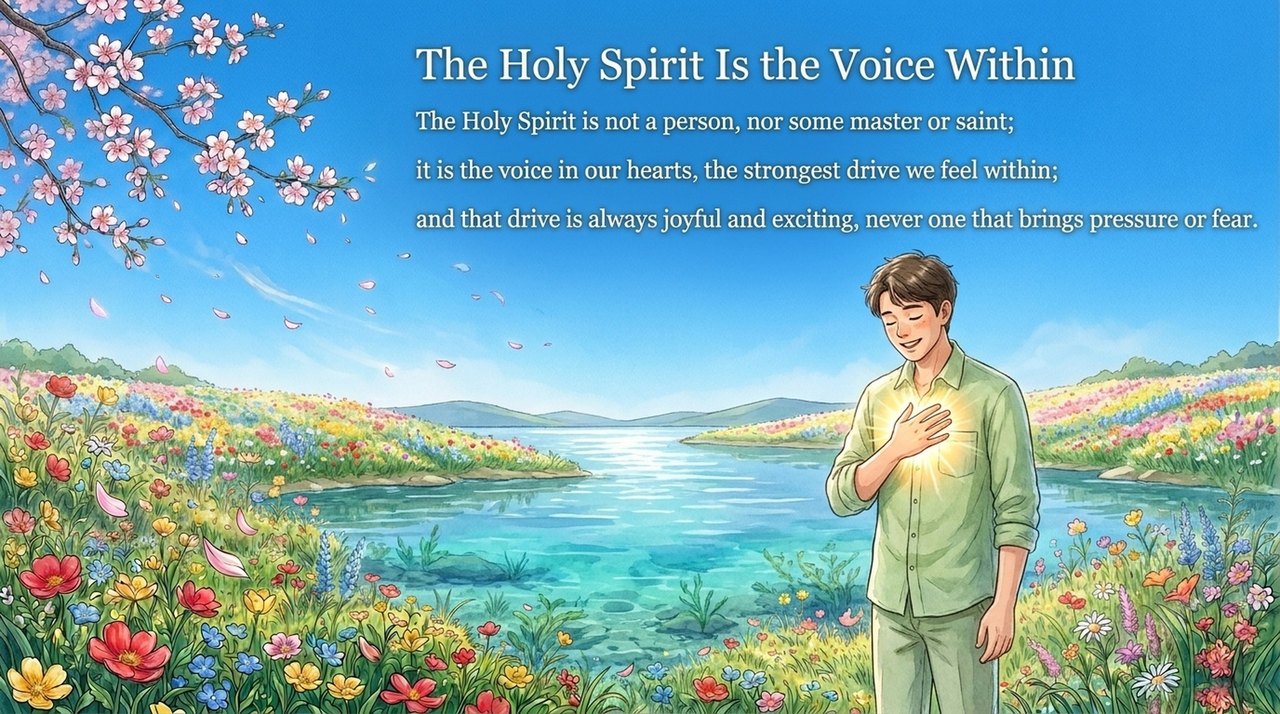 The Holy Spirit Is the Voice Within
The Holy Spirit is not a person, nor some master or saint;
it is the voice in our hearts, the strongest drive we feel within;
and that drive is always joyful and exciting, never one that brings pressure or fear.